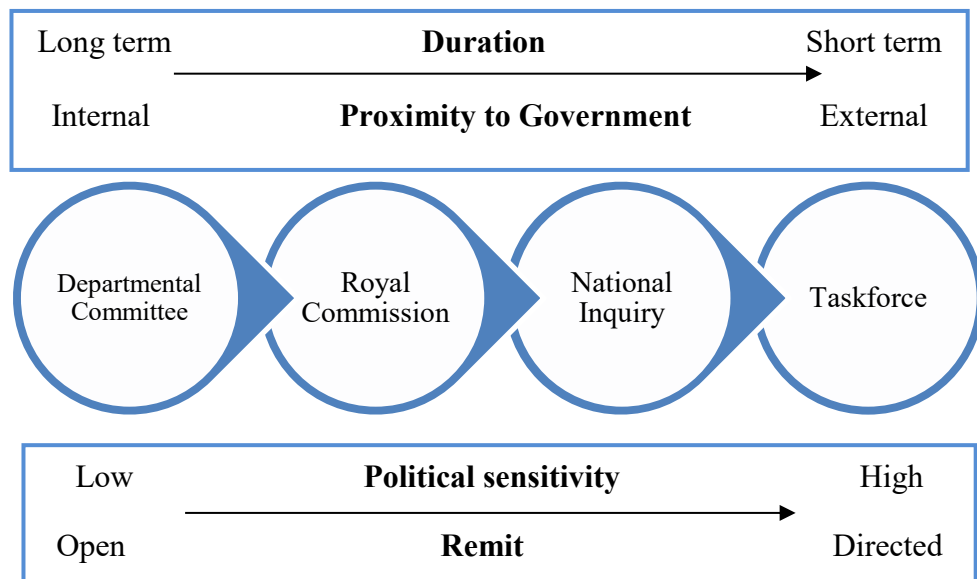 Long term Duration Short term
Internal Proximity to Government External
Departmental
Committee
Royal
Commission
National
Inquiry
Taskforce
Low Political sensitivity High
Open Remit Directed